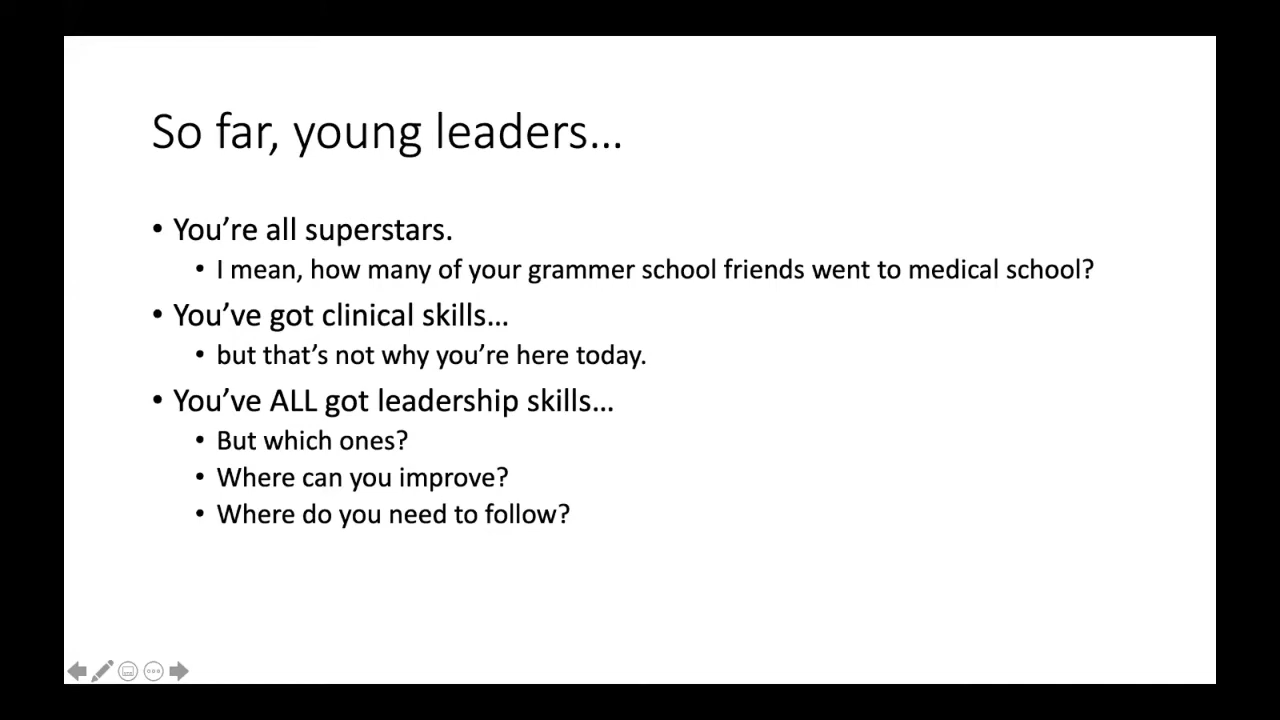 So far, young leaders...
• You’re all superstars.
• I mean, how many of your grammer school friends went to medical school?
• You’ve got clinical skills...
• but that’s not why you’re here today.
• You’ve ALL got leadership skills...
• But which ones?
• Where can you improve?
• Where do you need to follow?